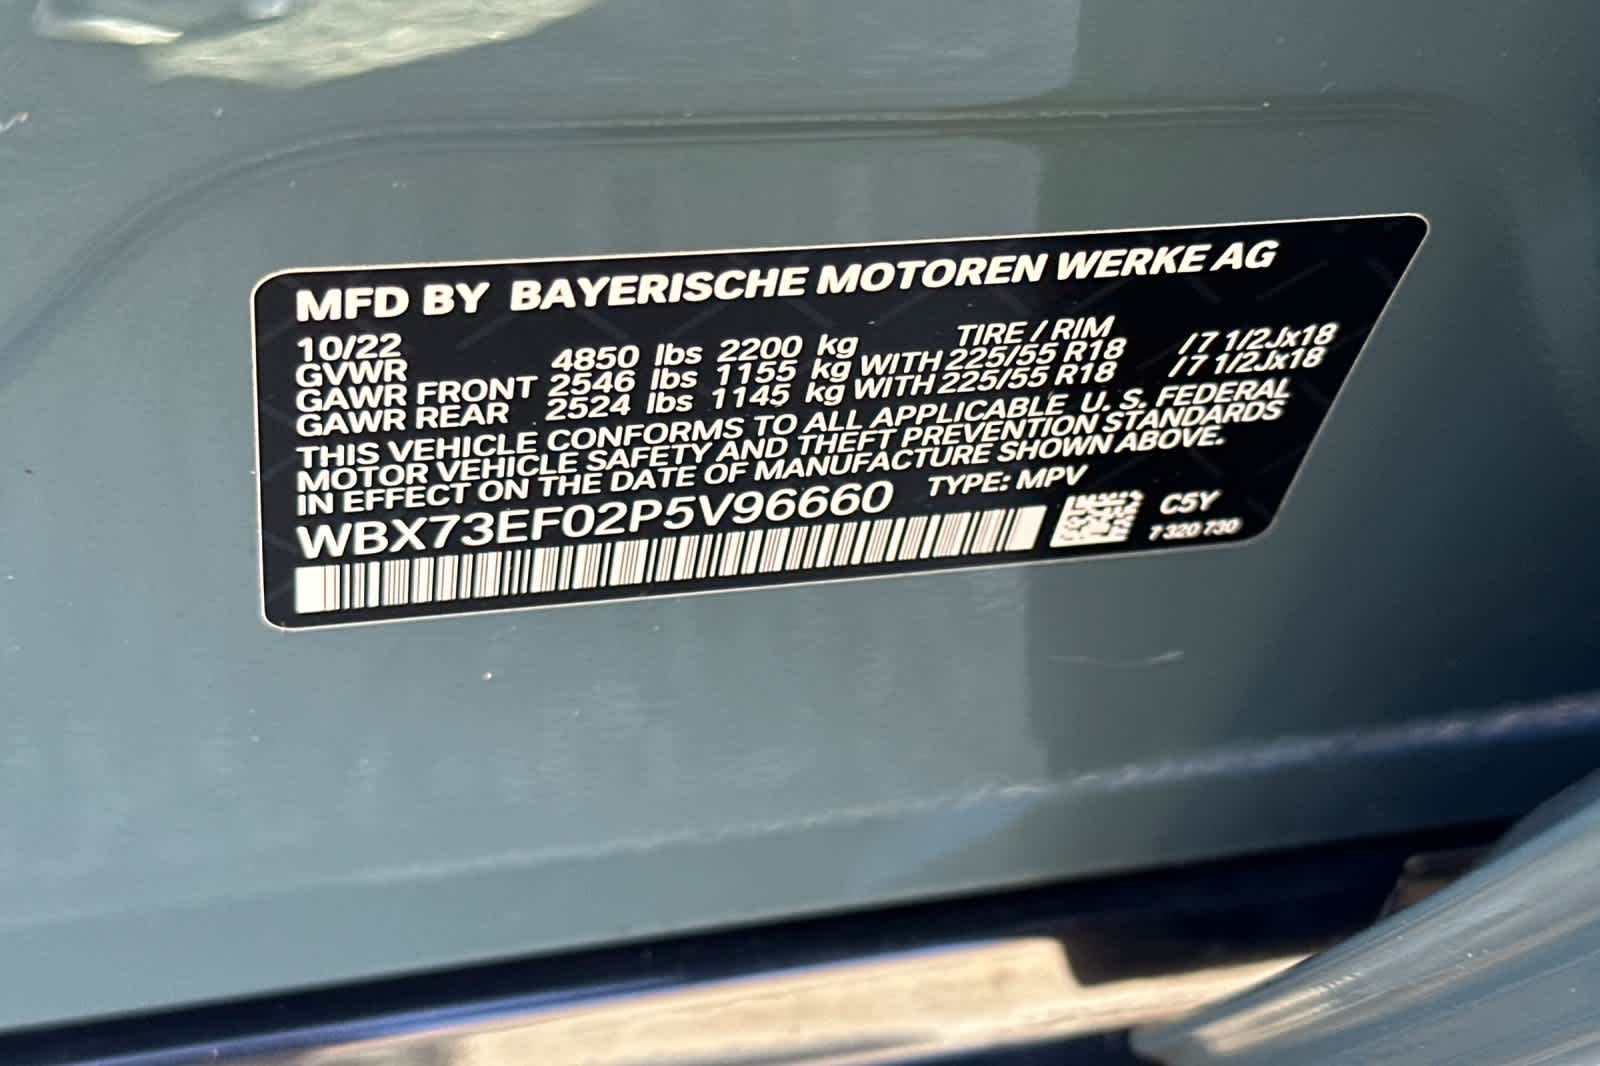 MFD BY BAYERISCHE MOTOREN WERKE AG
10/22 TIRE / RIM
GVWR 4850 lbs 2200 kg
GAWR FRONT 2546 lbs 1155 kg WITH 225/55 R18 /7 1/2Jx18
GAWR REAR 2524 lbs 1145 kg WITH 225/55 R18 /7 1/2Jx18
THIS VEHICLE CONFORMS TO ALL APPLICABLE U. S. FEDERAL
MOTOR VEHICLE SAFETY AND THEFT PREVENTION STANDARDS
IN EFFECT ON THE DATE OF MANUFACTURE SHOWN ABOVE.
WBX73EF02P5V96660 TYPE: MPV
C5Y
7 320 730